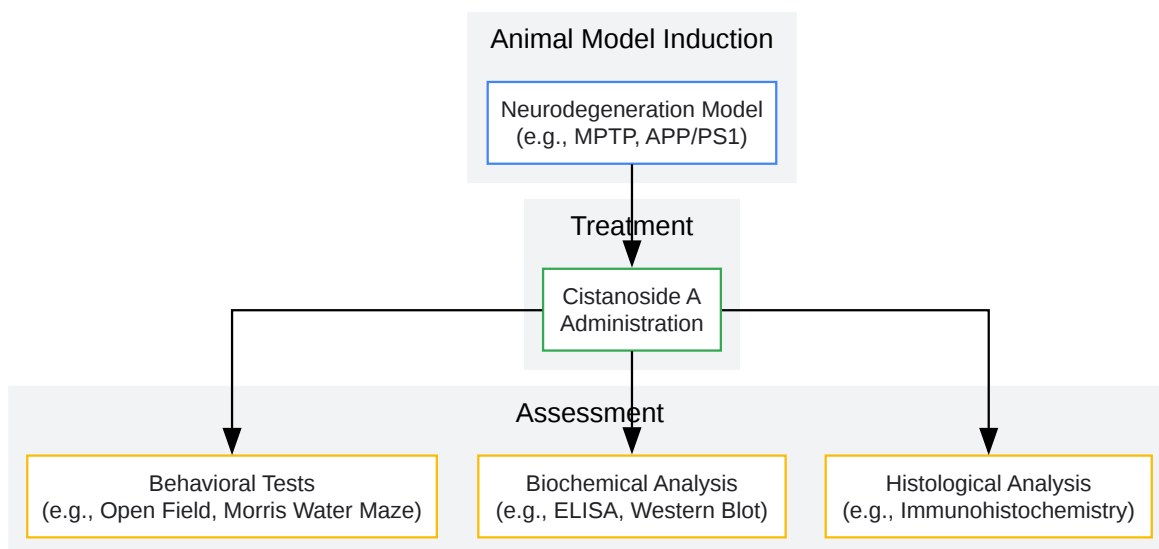 Animal Model Induction
Neurodegeneration Model
(e.g., MPTP, APP/PS1)
Treatment
Cistanoside A
Administration
Assessment
Behavioral Tests
(e.g., Open Field, Morris Water Maze)
Biochemical Analysis
(e.g., ELISA, Western Blot)
Histological Analysis
(e.g., Immunohistochemistry)